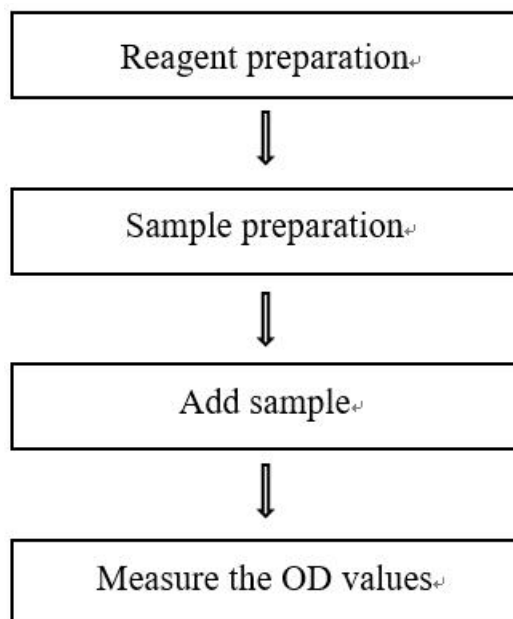 Reagent preparation
Sample preparation
Add sample
Measure the OD values